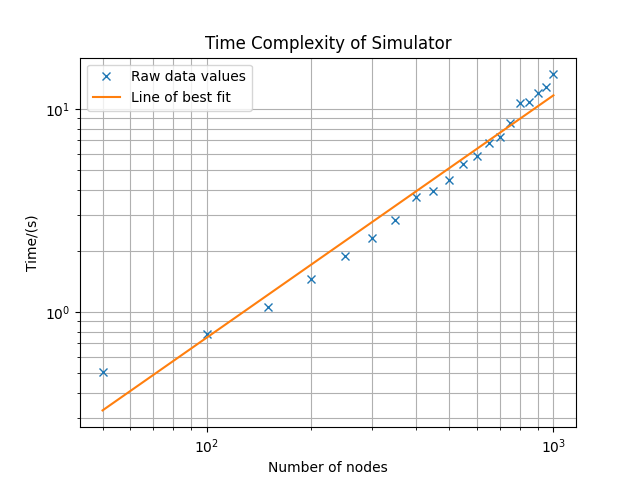 Time Complexity of Simulator
Raw data values
Line of best fit
10¹
10⁰
Time/(s)
10² 10³
Number of nodes